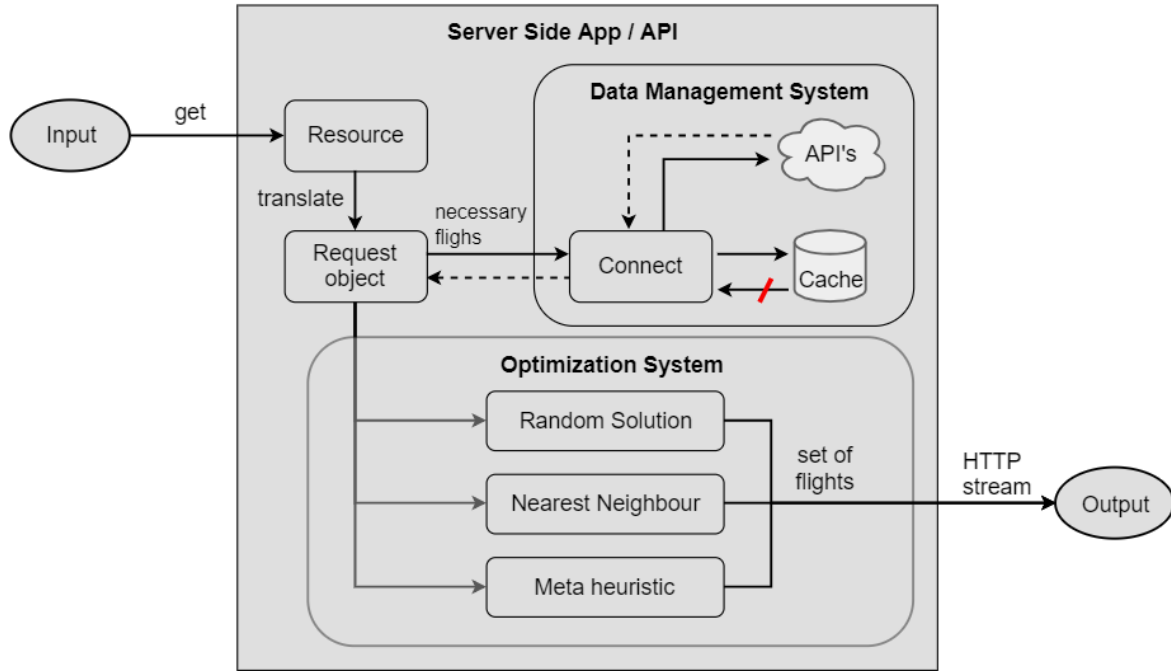 Server Side App / API
Data Management System
Input
get
Resource
API's
translate
necessary
flighs
Request
object
Connect
Cache
Optimization System
Random Solution
set of
flights
HTTP
stream
Nearest Neighbour
Output
Meta heuristic